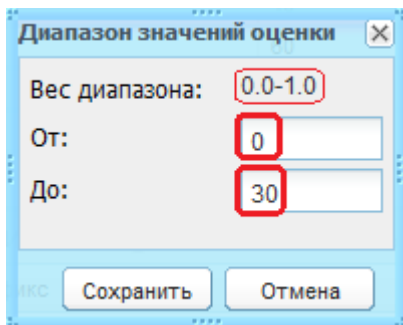 Диапазон значений оценки
Вес диапазона: 0.0-1.0
От: 0
До: 30
Сохранить Отмена